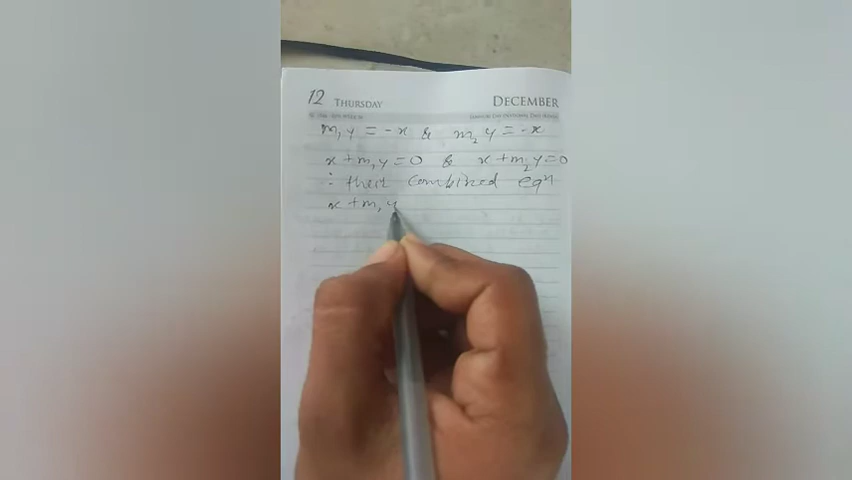 12 THURSDAY DECEMBER
m₁y = -x & m₂y = -x
x + m₁y = 0 & x + m₂y = 0
∴ their combined eqn
x + m₁y